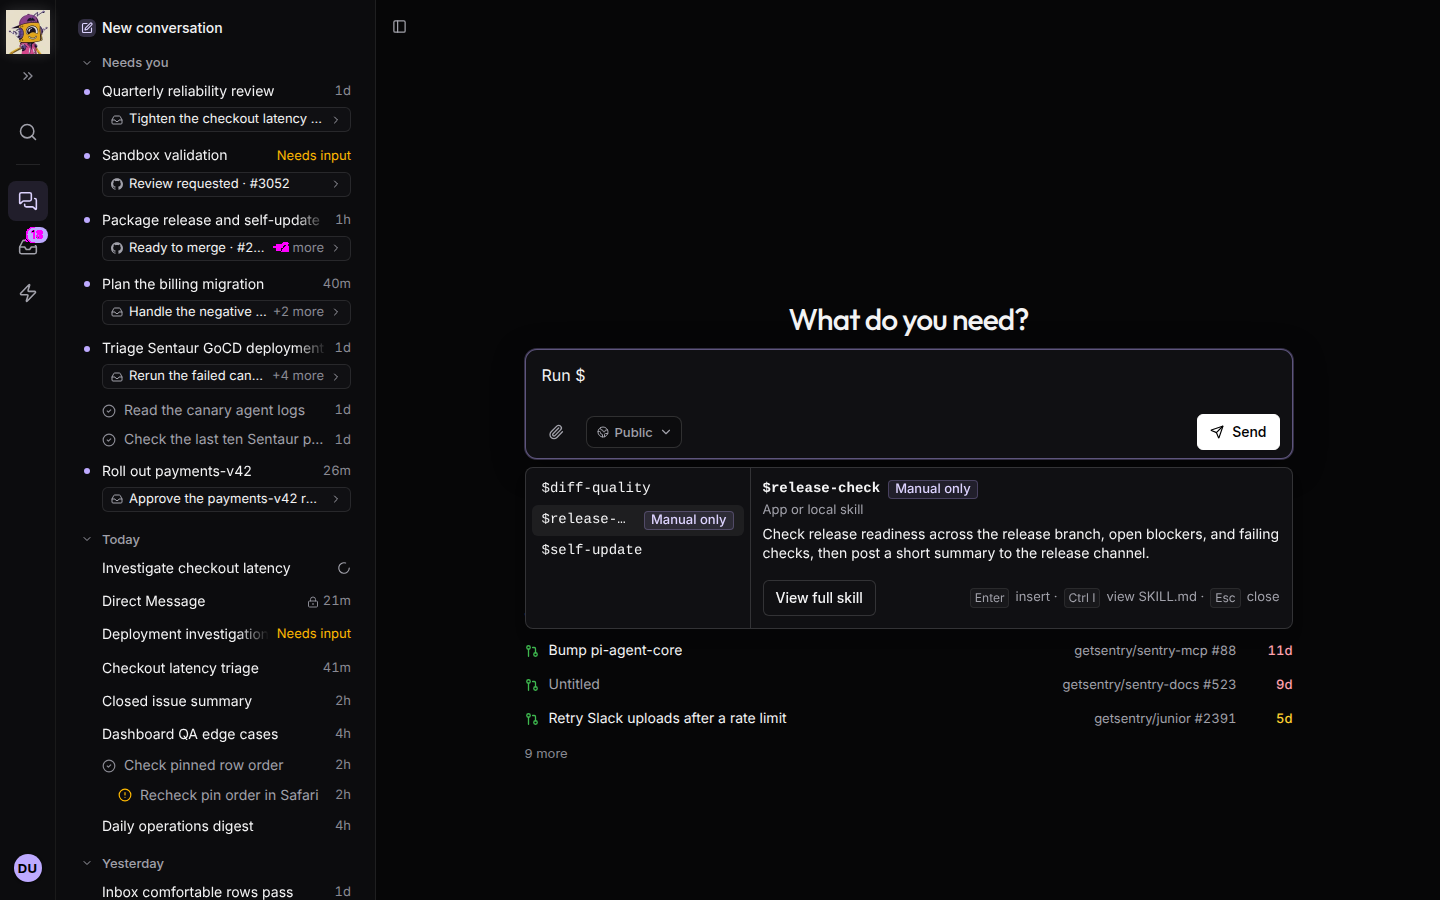 New conversation
Needs you
Quarterly reliability review 1d
Tighten the checkout latency ...
Sandbox validation Needs input
Review requested · #3052
Package release and self-update 1h
Ready to merge · #2... more
Plan the billing migration 40m
Handle the negative ... +2 more
Triage Sentaur GoCD deployment 1d
Rerun the failed can... +4 more
Read the canary agent logs 1d
Check the last ten Sentaur p... 1d
Roll out payments-v42 26m
Approve the payments-v42 r...
Today
Investigate checkout latency
Direct Message 21m
Deployment investigation Needs input
Checkout latency triage 41m
Closed issue summary 2h
Dashboard QA edge cases 4h
Check pinned row order 2h
Recheck pin order in Safari 2h
Daily operations digest 4h
Yesterday
Inbox comfortable rows pass 1d
DU
What do you need?
Run $
Public
Send
$diff-quality
$release-… Manual only
$self-update
$release-check Manual only
App or local skill
Check release readiness across the release branch, open blockers, and failing
checks, then post a short summary to the release channel.
View full skill
Enter insert · Ctrl I view SKILL.md · Esc close
Bump pi-agent-core getsentry/sentry-mcp #88 11d
Untitled getsentry/sentry-docs #523 9d
Retry Slack uploads after a rate limit getsentry/junior #2391 5d
9 more